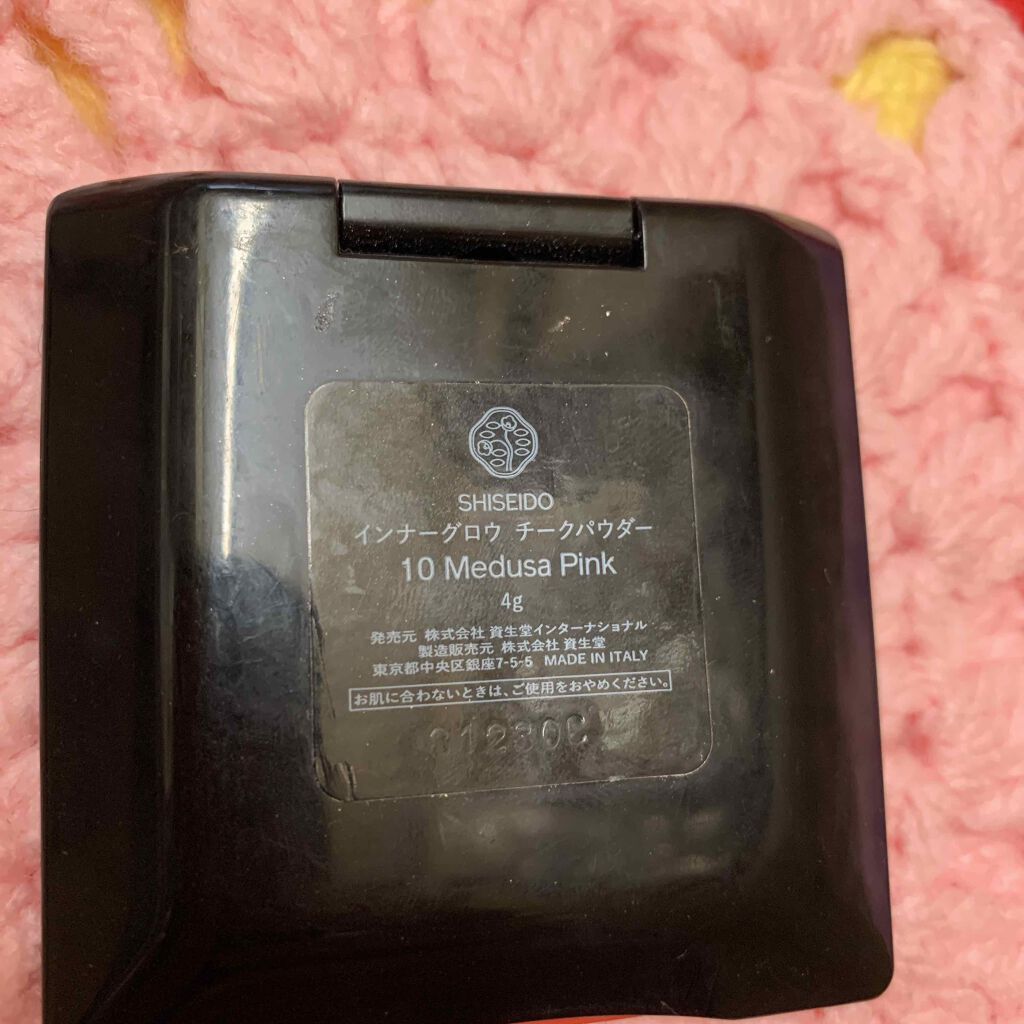 SHISEIDO
インナーグロウ チークパウダー
10 Medusa Pink
4g
発売元 株式会社 資生堂インターナショナル
製造販売元 株式会社 資生堂
東京都中央区銀座7-5-5 MADE IN ITALY
お肌に合わないときは、ご使用をおやめください。